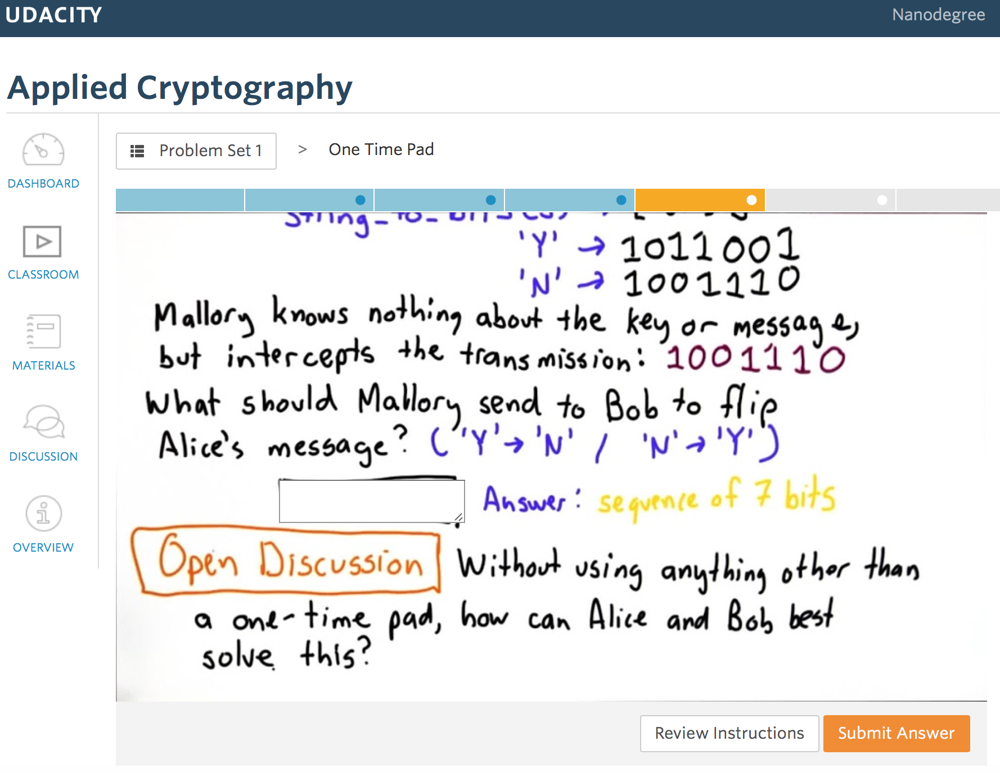 UDACITY
Nanodegree
Applied Cryptography
DASHBOARD
CLASSROOM
MATERIALS
DISCUSSION
OVERVIEW
Problem Set 1 > One Time Pad
'Y' → 1011001
'N' → 1001110
Mallory knows nothing about the key or message,
but intercepts the transmission: 1001110
What should Mallory send to Bob to flip
Alice's message? ('Y' → 'N' / 'N' → 'Y')
Answer: sequence of 7 bits
Open Discussion Without using anything other than
a one-time pad, how can Alice and Bob best
solve this?
Review Instructions
Submit Answer